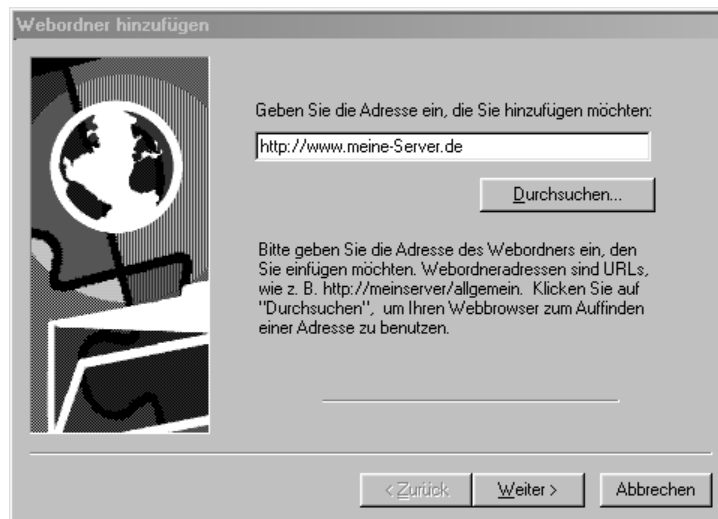 Webordner hinzufügen
Geben Sie die Adresse ein, die Sie hinzufügen möchten:
http://www.meine-Server.de
Durchsuchen...
Bitte geben Sie die Adresse des Webordners ein, den
Sie einfügen möchten. Webordneradressen sind URLs,
wie z. B. http://meinserver/allgemein. Klicken Sie auf
"Durchsuchen", um Ihren Webbrowser zum Auffinden
einer Adresse zu benutzen.
< Zurück
Weiter >
Abbrechen